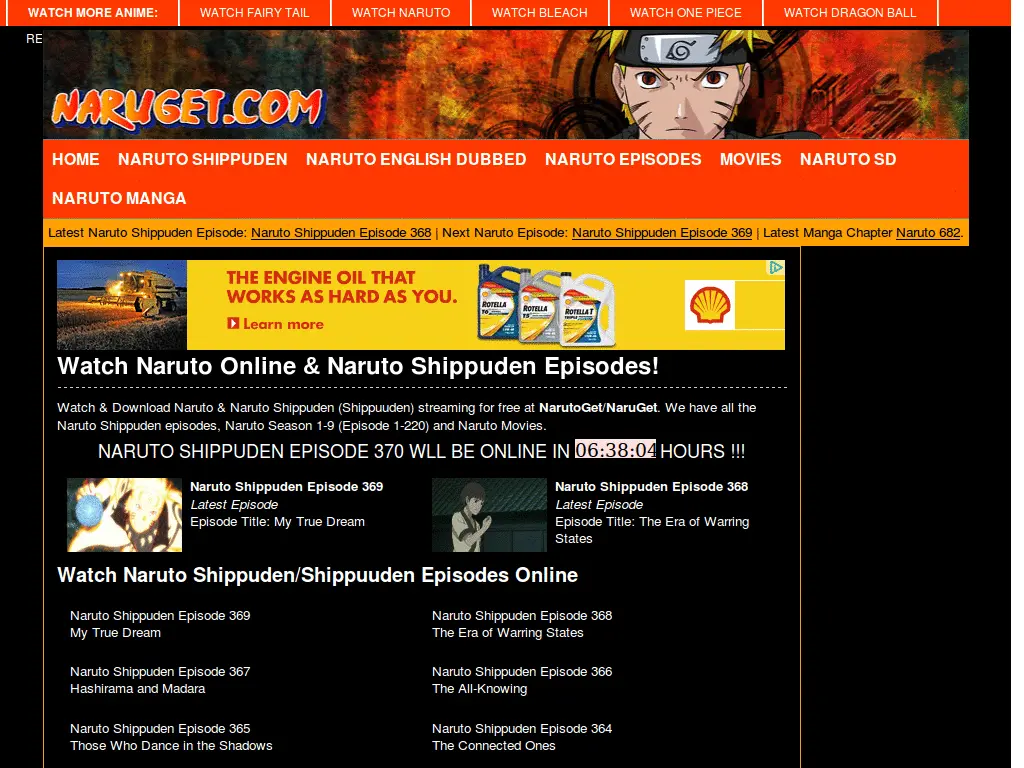 WATCH MORE ANIME: WATCH FAIRY TAIL WATCH NARUTO WATCH BLEACH WATCH ONE PIECE WATCH DRAGON BALL
RE
NARUGET.COM
HOME NARUTO SHIPPUDEN NARUTO ENGLISH DUBBED NARUTO EPISODES MOVIES NARUTO SD
NARUTO MANGA
Latest Naruto Shippuden Episode: Naruto Shippuden Episode 368 | Next Naruto Episode: Naruto Shippuden Episode 369 | Latest Manga Chapter Naruto 682.
THE ENGINE OIL THAT
WORKS AS HARD AS YOU.
Learn more
ROTELLA T6 ROTELLA T5 ROTELLA T TRIPLE
Watch Naruto Online & Naruto Shippuden Episodes!
Watch & Download Naruto & Naruto Shippuden (Shippuuden) streaming for free at NarutoGet/NaruGet. We have all the
Naruto Shippuden episodes, Naruto Season 1-9 (Episode 1-220) and Naruto Movies.
NARUTO SHIPPUDEN EPISODE 370 WLL BE ONLINE IN 06:38:04 HOURS !!!
Naruto Shippuden Episode 369
Latest Episode
Episode Title: My True Dream
Naruto Shippuden Episode 368
Latest Episode
Episode Title: The Era of Warring
States
Watch Naruto Shippuden/Shippuuden Episodes Online
Naruto Shippuden Episode 369
My True Dream
Naruto Shippuden Episode 368
The Era of Warring States
Naruto Shippuden Episode 367
Hashirama and Madara
Naruto Shippuden Episode 366
The All-Knowing
Naruto Shippuden Episode 365
Those Who Dance in the Shadows
Naruto Shippuden Episode 364
The Connected Ones